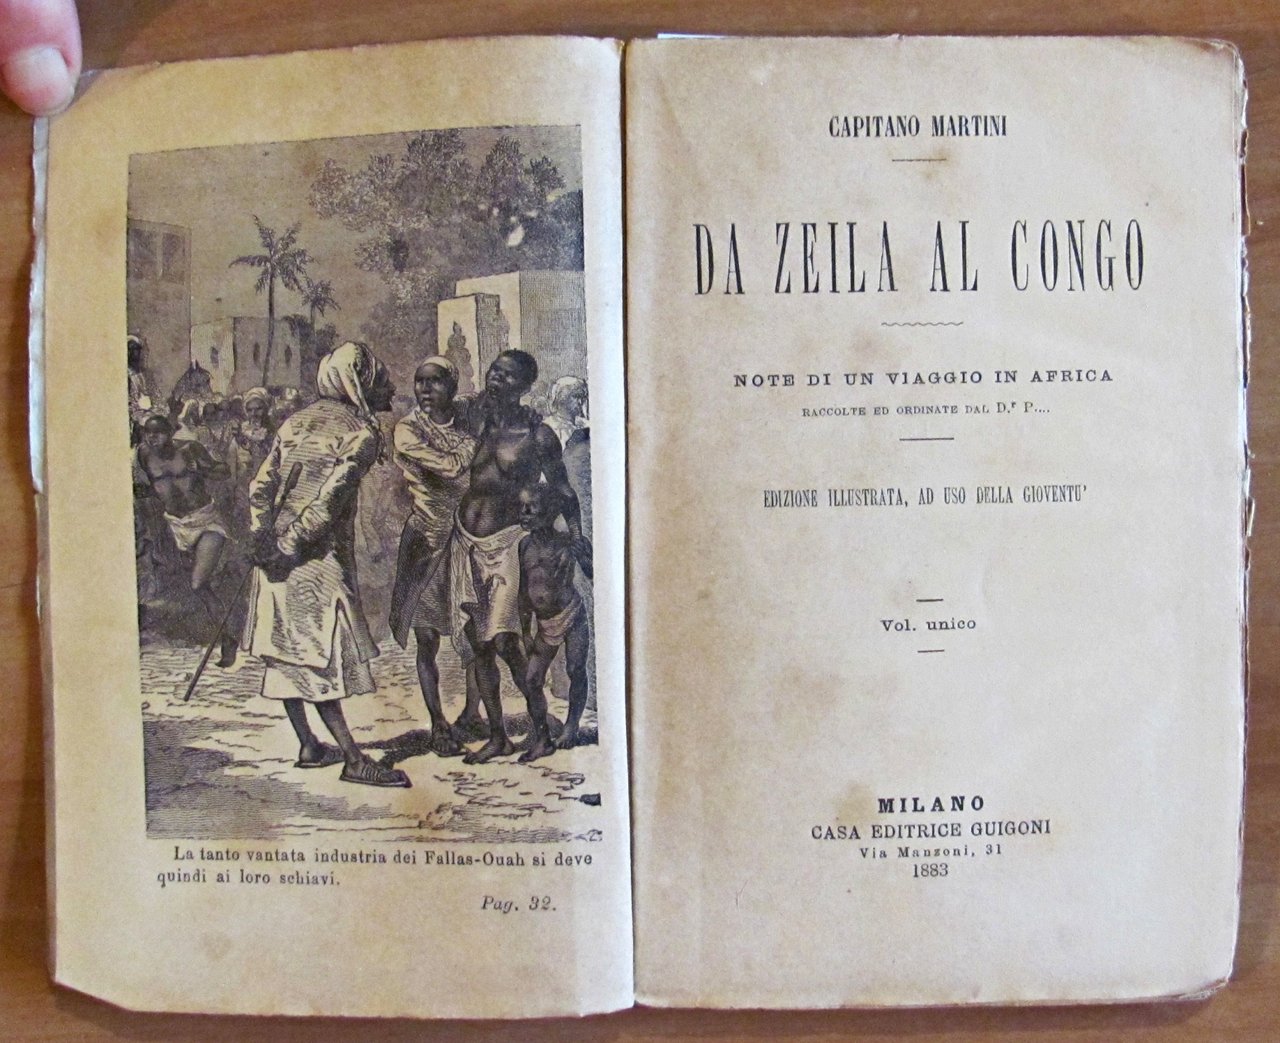 La tanto vantata industria dei Fallas-Ouah si deve
quindi ai loro schiavi.
Pag. 32.
CAPITANO MARTINI
DA ZEILA AL CONGO
NOTE DI UN VIAGGIO IN AFRICA
RACCOLTE ED ORDINATE DAL D.r P....
EDIZIONE ILLUSTRATA, AD USO DELLA GIOVENTU'
Vol. unico
MILANO
CASA EDITRICE GUIGONI
Via Manzoni, 31
1883